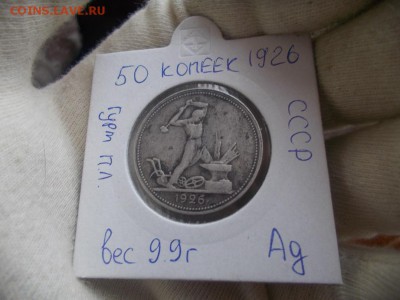 COINS.LAVE.RU
50 копеек 1926
СССР
Гурт П.Л.
1926
вес 9.9г
Ag